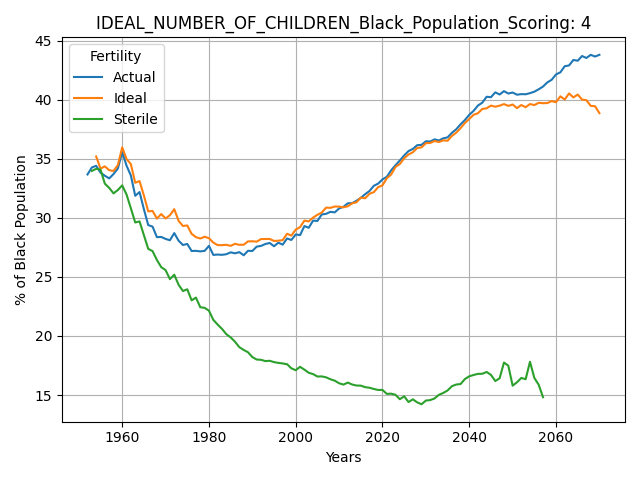 IDEAL_NUMBER_OF_CHILDREN_Black_Population_Scoring: 4
Fertility
Actual
Ideal
Sterile
% of Black Population
45
40
35
30
25
20
15
1960
1980
2000
2020
2040
2060
Years